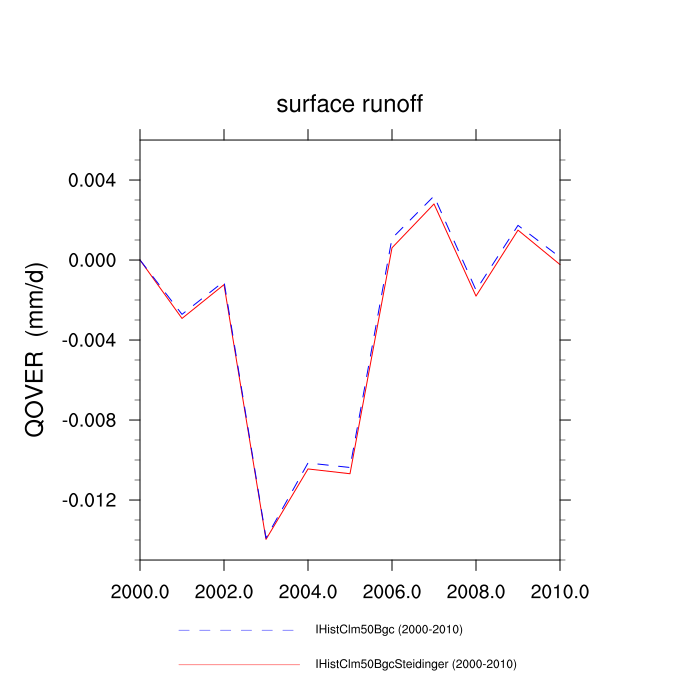 surface runoff
QOVER (mm/d)
0.004
0.000
-0.004
-0.008
-0.012
2000.0 2002.0 2004.0 2006.0 2008.0 2010.0
IHistClm50Bgc (2000-2010)
IHistClm50BgcSteidinger (2000-2010)